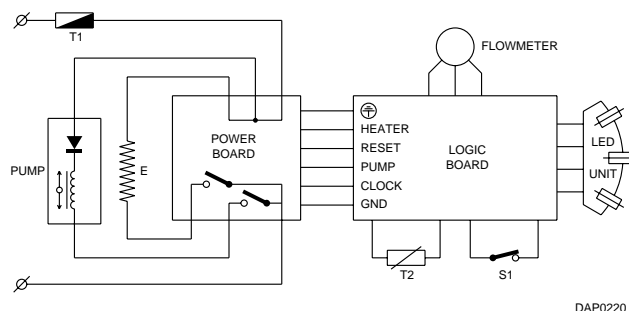 T1
FLOWMETER
POWER
BOARD
HEATER
RESET
PUMP
CLOCK
GND
LOGIC
BOARD
LED
UNIT
PUMP
E
T2
S1
DAP0220